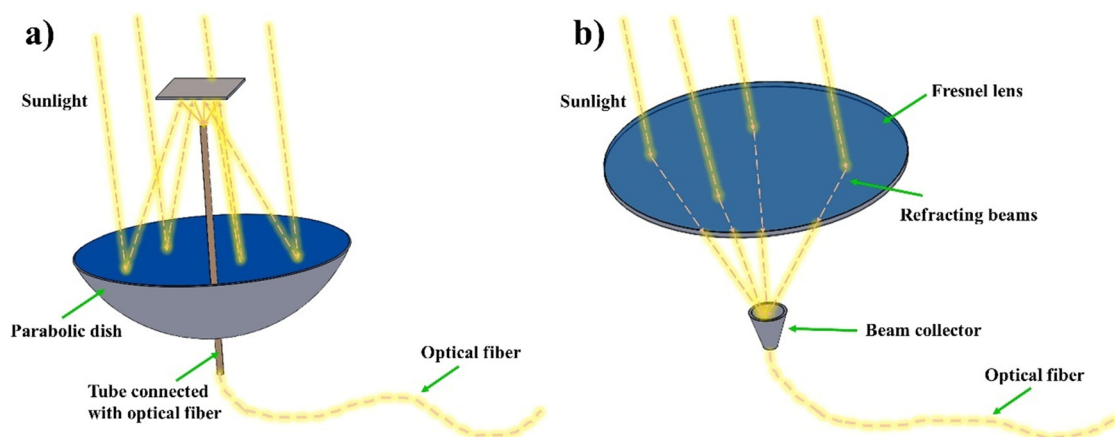 a)
Sunlight
Parabolic dish
Tube connected
with optical fiber
Optical fiber
b)
Sunlight
Fresnel lens
Refracting beams
Beam collector
Optical fiber